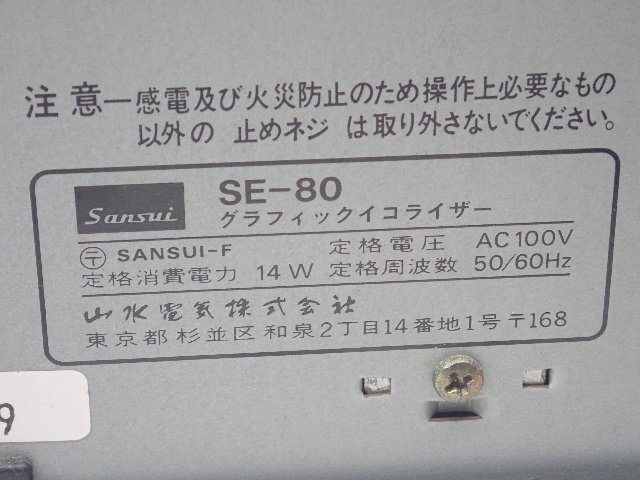 注意ー感電及び火災防止のため操作上必要なもの
以外の 止めネジ は取り外さないでください。
Sansui SE-80
グラフィックイコライザー
〒 SANSUI-F 定格電圧 AC100V
定格消費電力 14W 定格周波数 50/60Hz
山水電気株式会社
東京都杉並区和泉2丁目14番地1号〒168
9